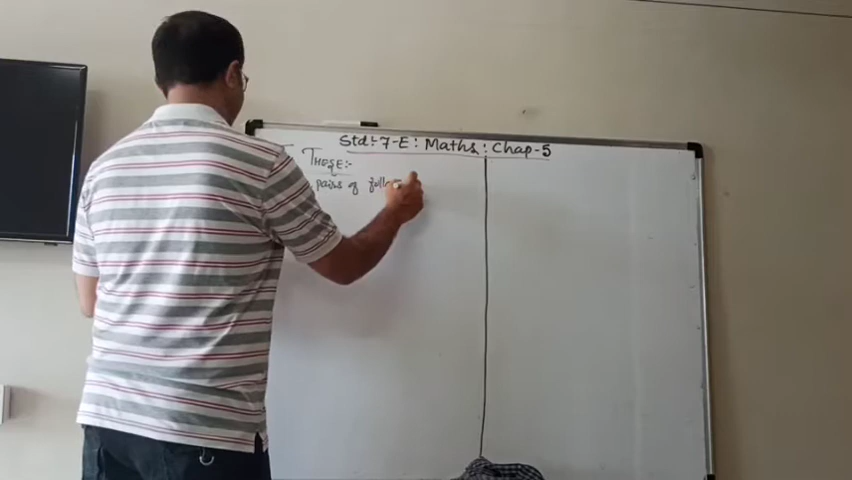 Std:- 7-E : Maths : Chap-5
THOSE:-
pairs of